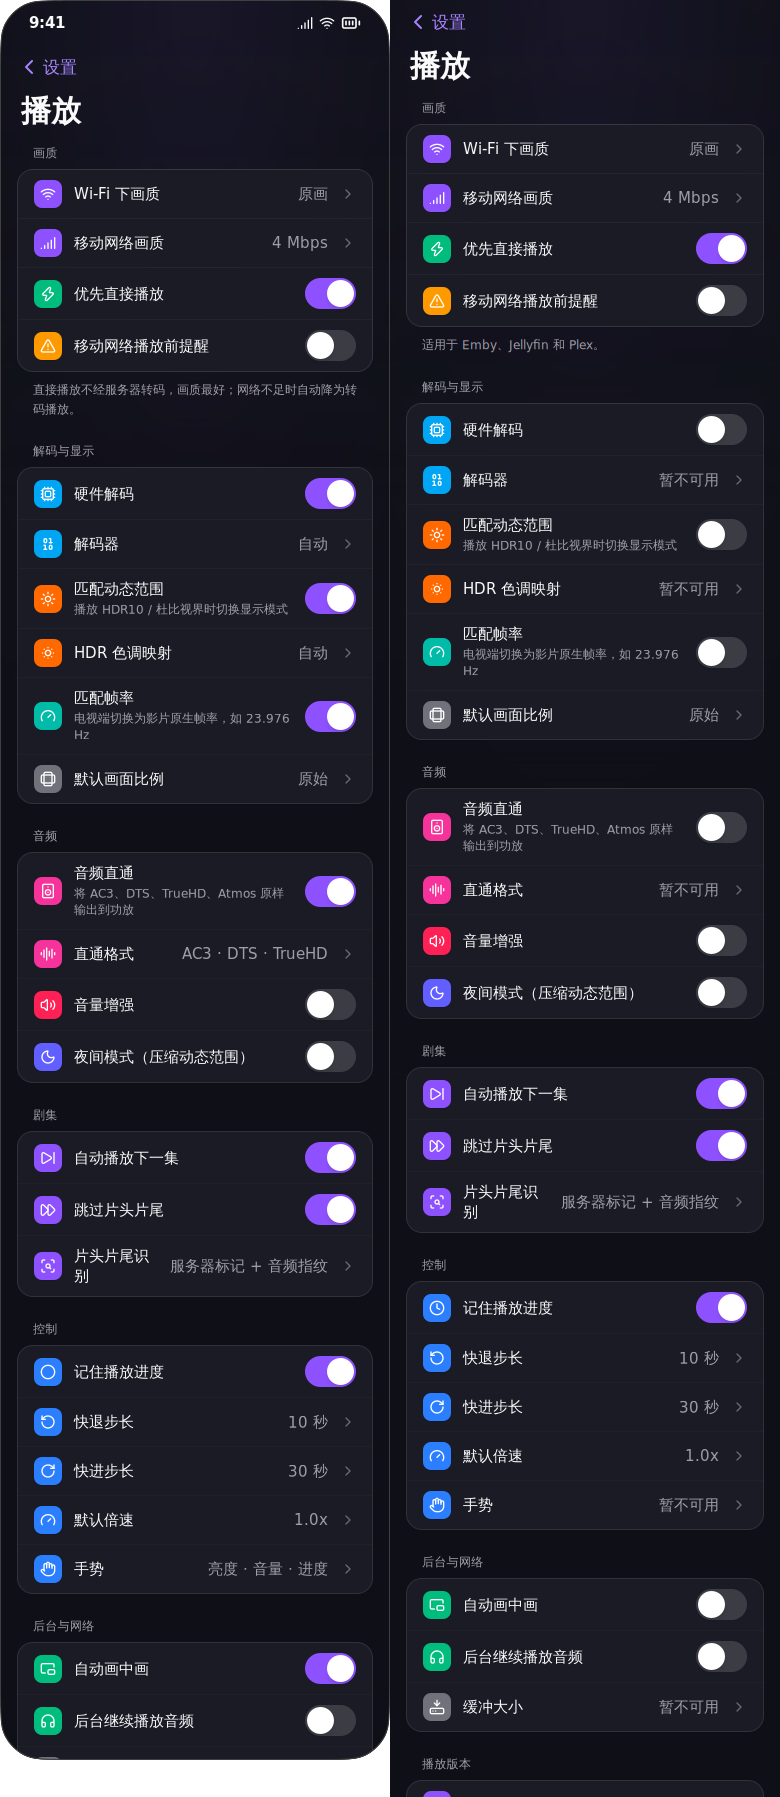 9:41
设置
播放
画质
Wi-Fi 下画质
原画
移动网络画质
4 Mbps
优先直接播放
移动网络播放前提醒
直接播放不经服务器转码，画质最好；网络不足时自动降为转
码播放。
解码与显示
硬件解码
解码器
自动
匹配动态范围
播放 HDR10 / 杜比视界时切换显示模式
HDR 色调映射
自动
匹配帧率
电视端切换为影片原生帧率，如 23.976
Hz
默认画面比例
原始
音频
音频直通
将 AC3、DTS、TrueHD、Atmos 原样
输出到功放
直通格式
AC3 · DTS · TrueHD
音量增强
夜间模式（压缩动态范围）
剧集
自动播放下一集
跳过片头片尾
片头片尾识
别
服务器标记 + 音频指纹
控制
记住播放进度
快退步长
10 秒
快进步长
30 秒
默认倍速
1.0x
手势
亮度 · 音量 · 进度
后台与网络
自动画中画
后台继续播放音频
设置
播放
画质
Wi-Fi 下画质
原画
移动网络画质
4 Mbps
优先直接播放
移动网络播放前提醒
适用于 Emby、Jellyfin 和 Plex。
解码与显示
硬件解码
01
10
解码器
暂不可用
匹配动态范围
播放 HDR10 / 杜比视界时切换显示模式
HDR 色调映射
暂不可用
匹配帧率
电视端切换为影片原生帧率，如 23.976
Hz
默认画面比例
原始
音频
音频直通
将 AC3、DTS、TrueHD、Atmos 原样
输出到功放
直通格式
暂不可用
音量增强
夜间模式（压缩动态范围）
剧集
自动播放下一集
跳过片头片尾
片头片尾识
别
服务器标记 + 音频指纹
控制
记住播放进度
快退步长
10 秒
快进步长
30 秒
默认倍速
1.0x
手势
暂不可用
后台与网络
自动画中画
后台继续播放音频
缓冲大小
暂不可用
播放版本